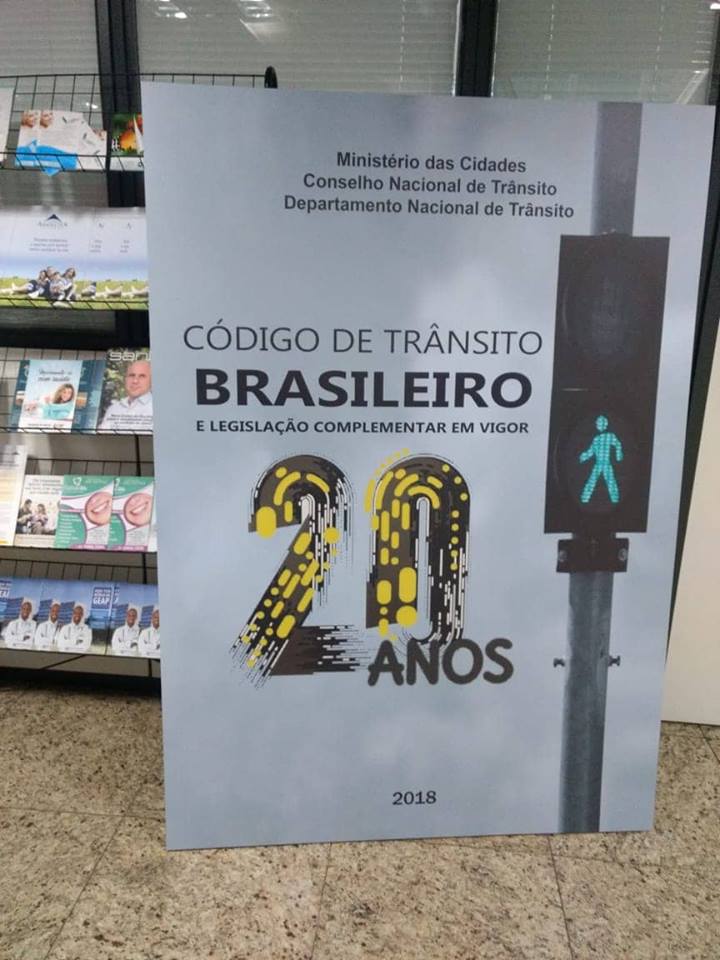 Ministério das Cidades
Conselho Nacional de Trânsito
Departamento Nacional de Trânsito
CÓDIGO DE TRÂNSITO
BRASILEIRO
E LEGISLAÇÃO COMPLEMENTAR EM VIGOR
20
ANOS
2018
GEAP